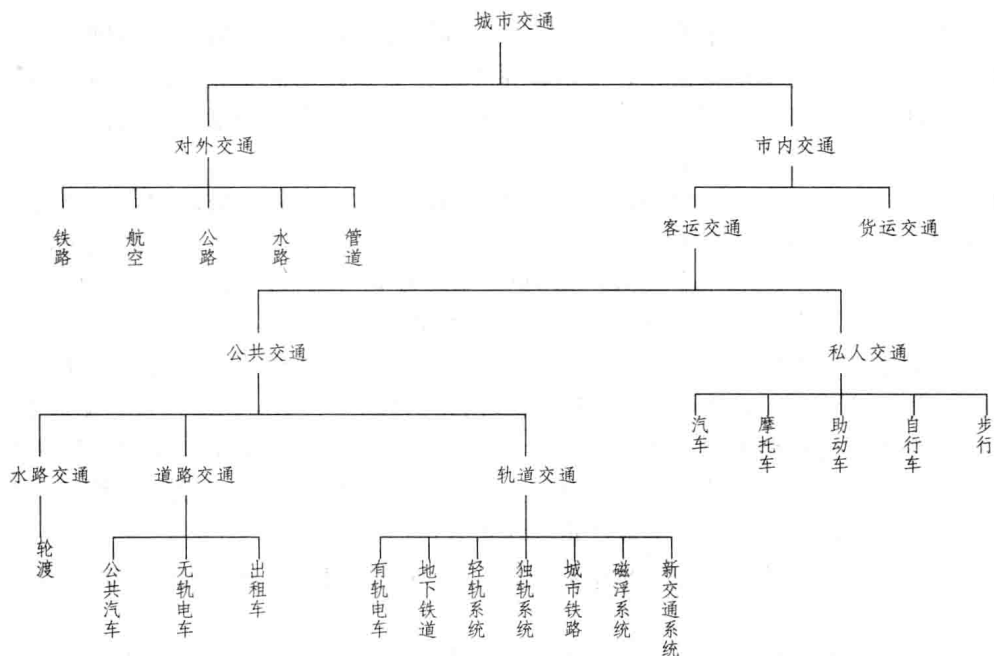 城市交通
对外交通
市内交通
铁路
航空
公路
水路
管道
客运交通
货运交通
公共交通
私人交通
汽车
摩托车
助动车
自行车
步行
水路交通
道路交通
轨道交通
轮渡
公共汽车
无轨电车
出租车
有轨电车
地下铁道
轻轨系统
独轨系统
城市铁路
磁浮系统
新交通系统